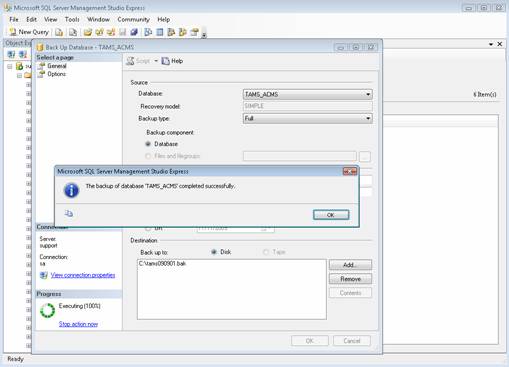 Microsoft SQL Server Management Studio Express
File Edit View Tools Window Community Help
New Query
Object Ex
Back Up Database - TAMS_ACMS
Select a page
General
Options
Script Help
Source
Database: TAMS_ACMS
Recovery model: SIMPLE
Backup type: Full
Backup component:
Database
Files and filegroups:
6 Item(s)
Microsoft SQL Server Management Studio Express
The backup of database 'TAMS_ACMS' completed successfully.
OK
Connection
Server:
support
Connection:
sa
View connection properties
On:
Destination
Back up to: Disk Tape
C:\tams090901.bak
Add...
Remove
Contents
Progress
Executing (100%)
Stop action now
OK Cancel
Ready